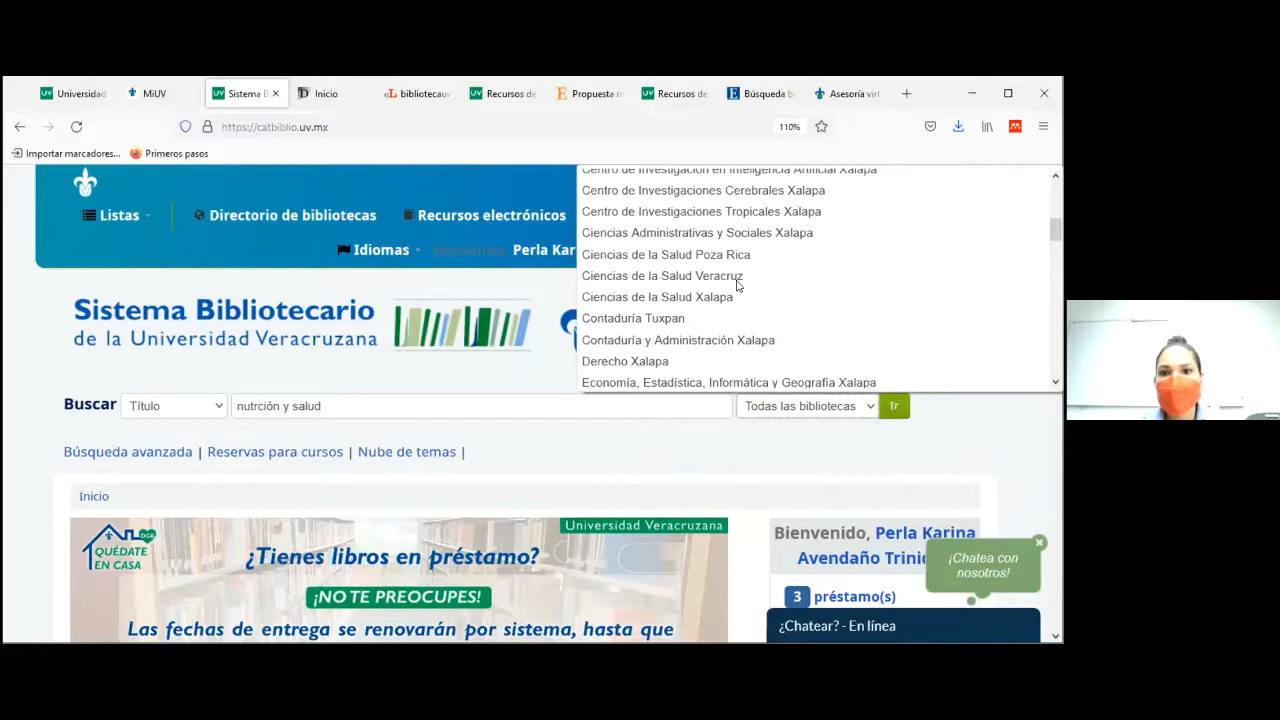 Universidad
MiUV
Sistema B
Inicio
bibliotecauv
Recursos de
Propuesta
Recursos de
Búsqueda b
Asesoría virt
https://catbiblio.uv.mx
110%
Importar marcadores...
Primeros pasos
Listas
Directorio de bibliotecas
Recursos electrónicos
Idiomas
Bienvenido,
Perla Kar
Centro de Investigación en Inteligencia Artificial Xalapa
Centro de Investigaciones Cerebrales Xalapa
Centro de Investigaciones Tropicales Xalapa
Ciencias Administrativas y Sociales Xalapa
Ciencias de la Salud Poza Rica
Ciencias de la Salud Veracruz
Ciencias de la Salud Xalapa
Contaduría Tuxpan
Contaduría y Administración Xalapa
Derecho Xalapa
Economía, Estadística, Informática y Geografía Xalapa
Sistema Bibliotecario
de la Universidad Veracruzana
Buscar
Título
nutrción y salud
Todas las bibliotecas
Ir
Búsqueda avanzada | Reservas para cursos | Nube de temas |
Inicio
Universidad Veracruzana
DGB
QUÉDATE
EN CASA
¿Tienes libros en préstamo?
¡NO TE PREOCUPES!
Las fechas de entrega se renovarán por sistema, hasta que
Bienvenido, Perla Karina
Avendaño Trinid
3 préstamo(s)
¡Chatea con
nosotros!
¿Chatear? - En línea